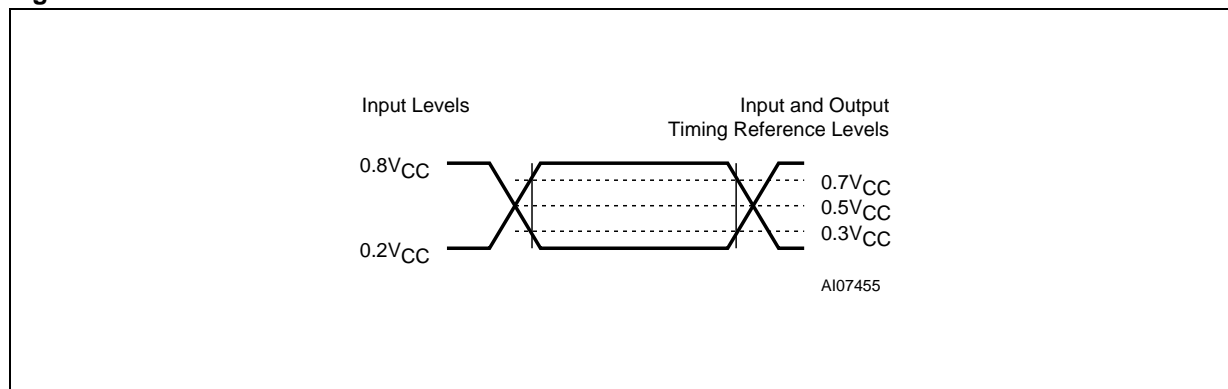 Input Levels
Input and Output
Timing Reference Levels
0.8VCC
0.7VCC
0.5VCC
0.3VCC
0.2VCC
AI07455